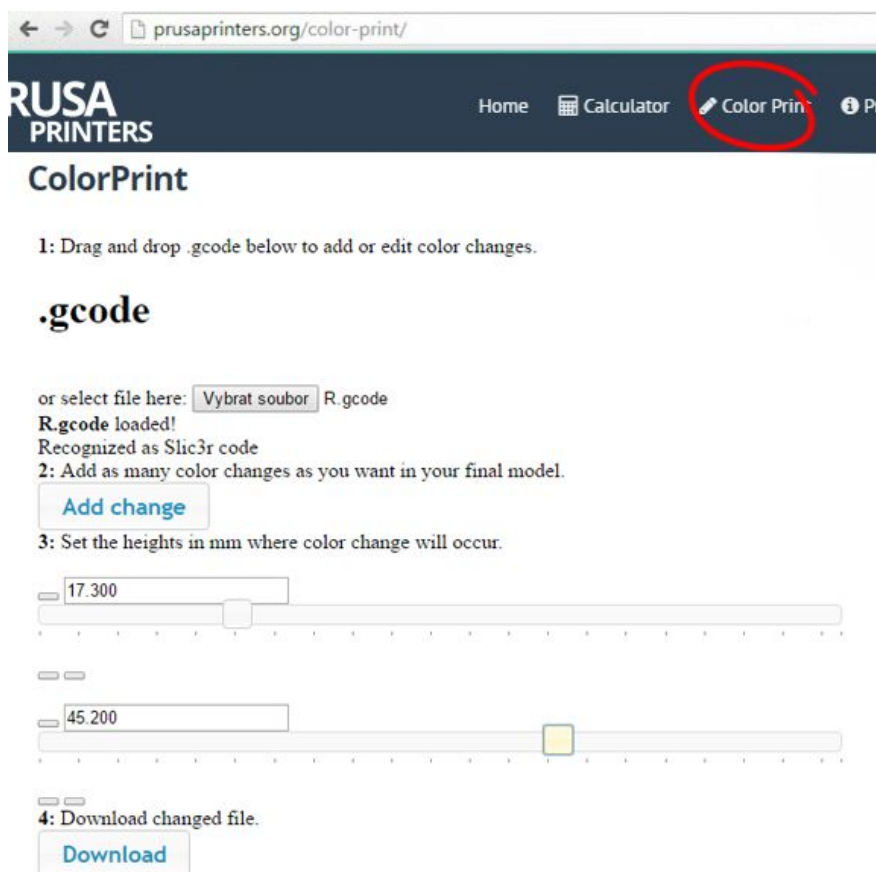 prusaprinters.org/color-print/
RUSA
PRINTERS
Home Calculator Color Print P
ColorPrint
1: Drag and drop .gcode below to add or edit color changes.
.gcode
or select file here: Vybrat soubor R.gcode
R.gcode loaded!
Recognized as Slic3r code
2: Add as many color changes as you want in your final model.
Add change
3: Set the heights in mm where color change will occur.
17.300
45.200
4: Download changed file.
Download